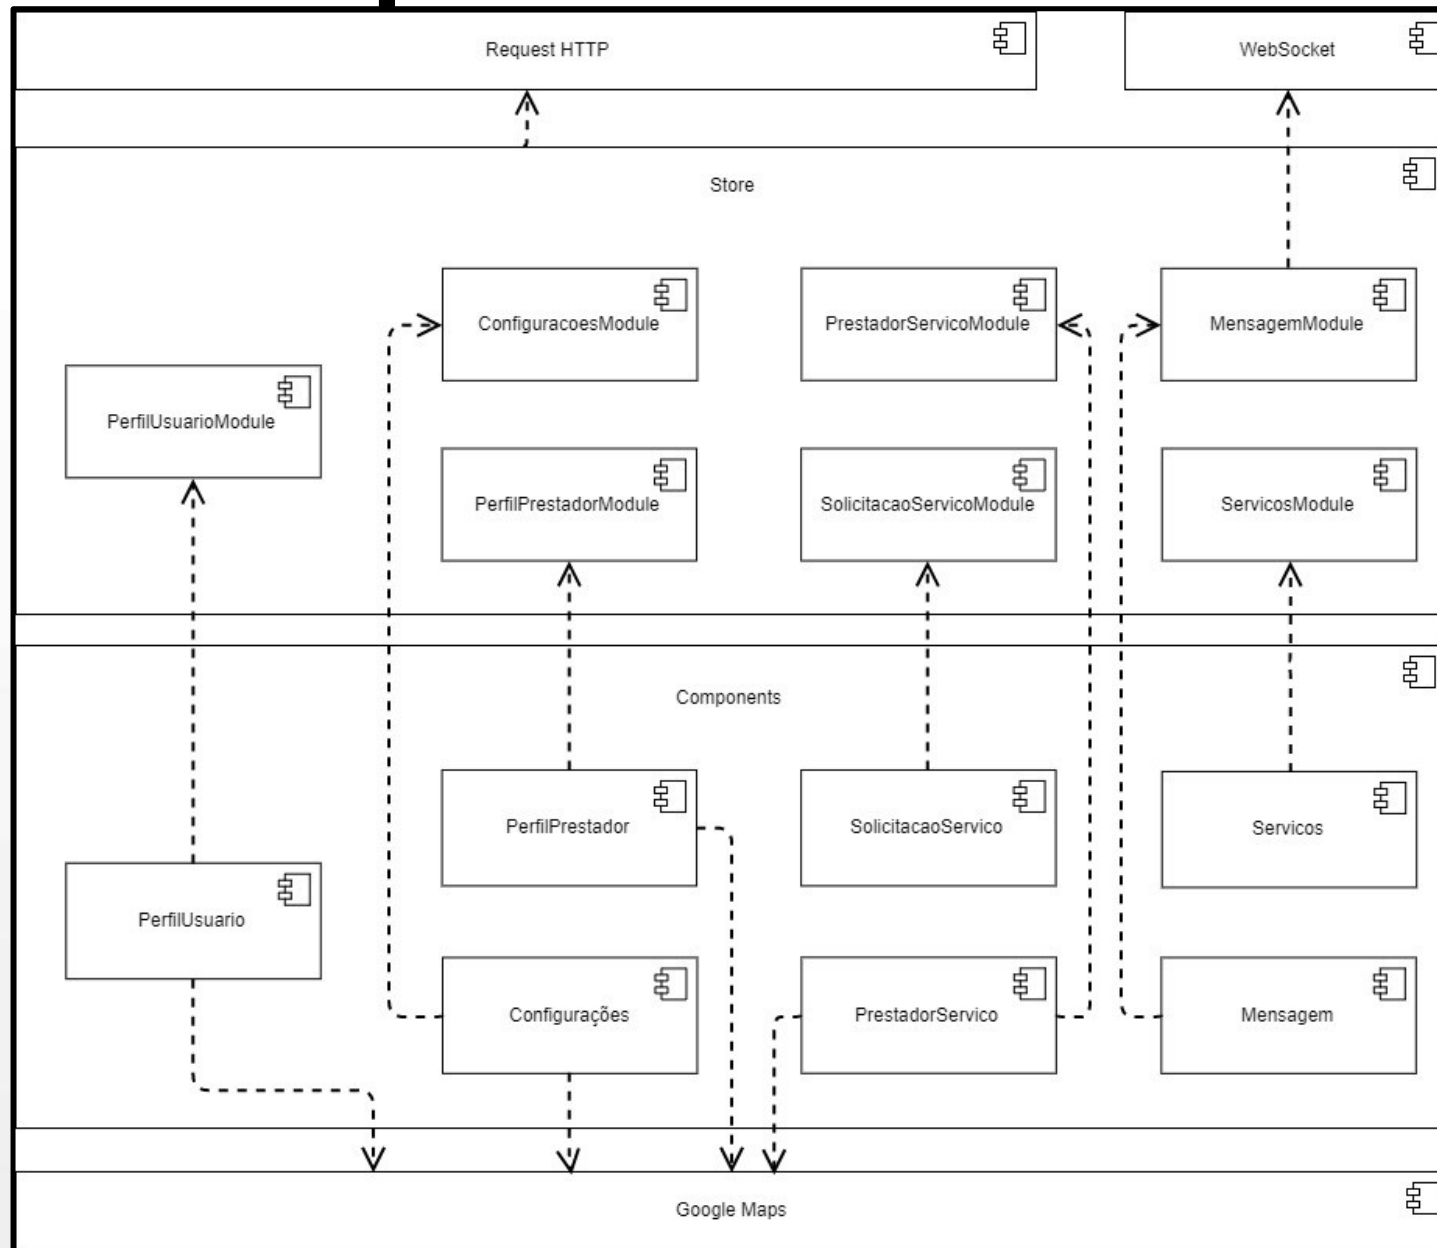 Request HTTP
WebSocket
Store
ConfiguracoesModule
PrestadorServicoModule
MensagemModule
PerfilUsuarioModule
PerfilPrestadorModule
SolicitacaoServicoModule
ServicosModule
Components
PerfilPrestador
SolicitacaoServico
Servicos
PerfilUsuario
Configurações
PrestadorServico
Mensagem
Google Maps